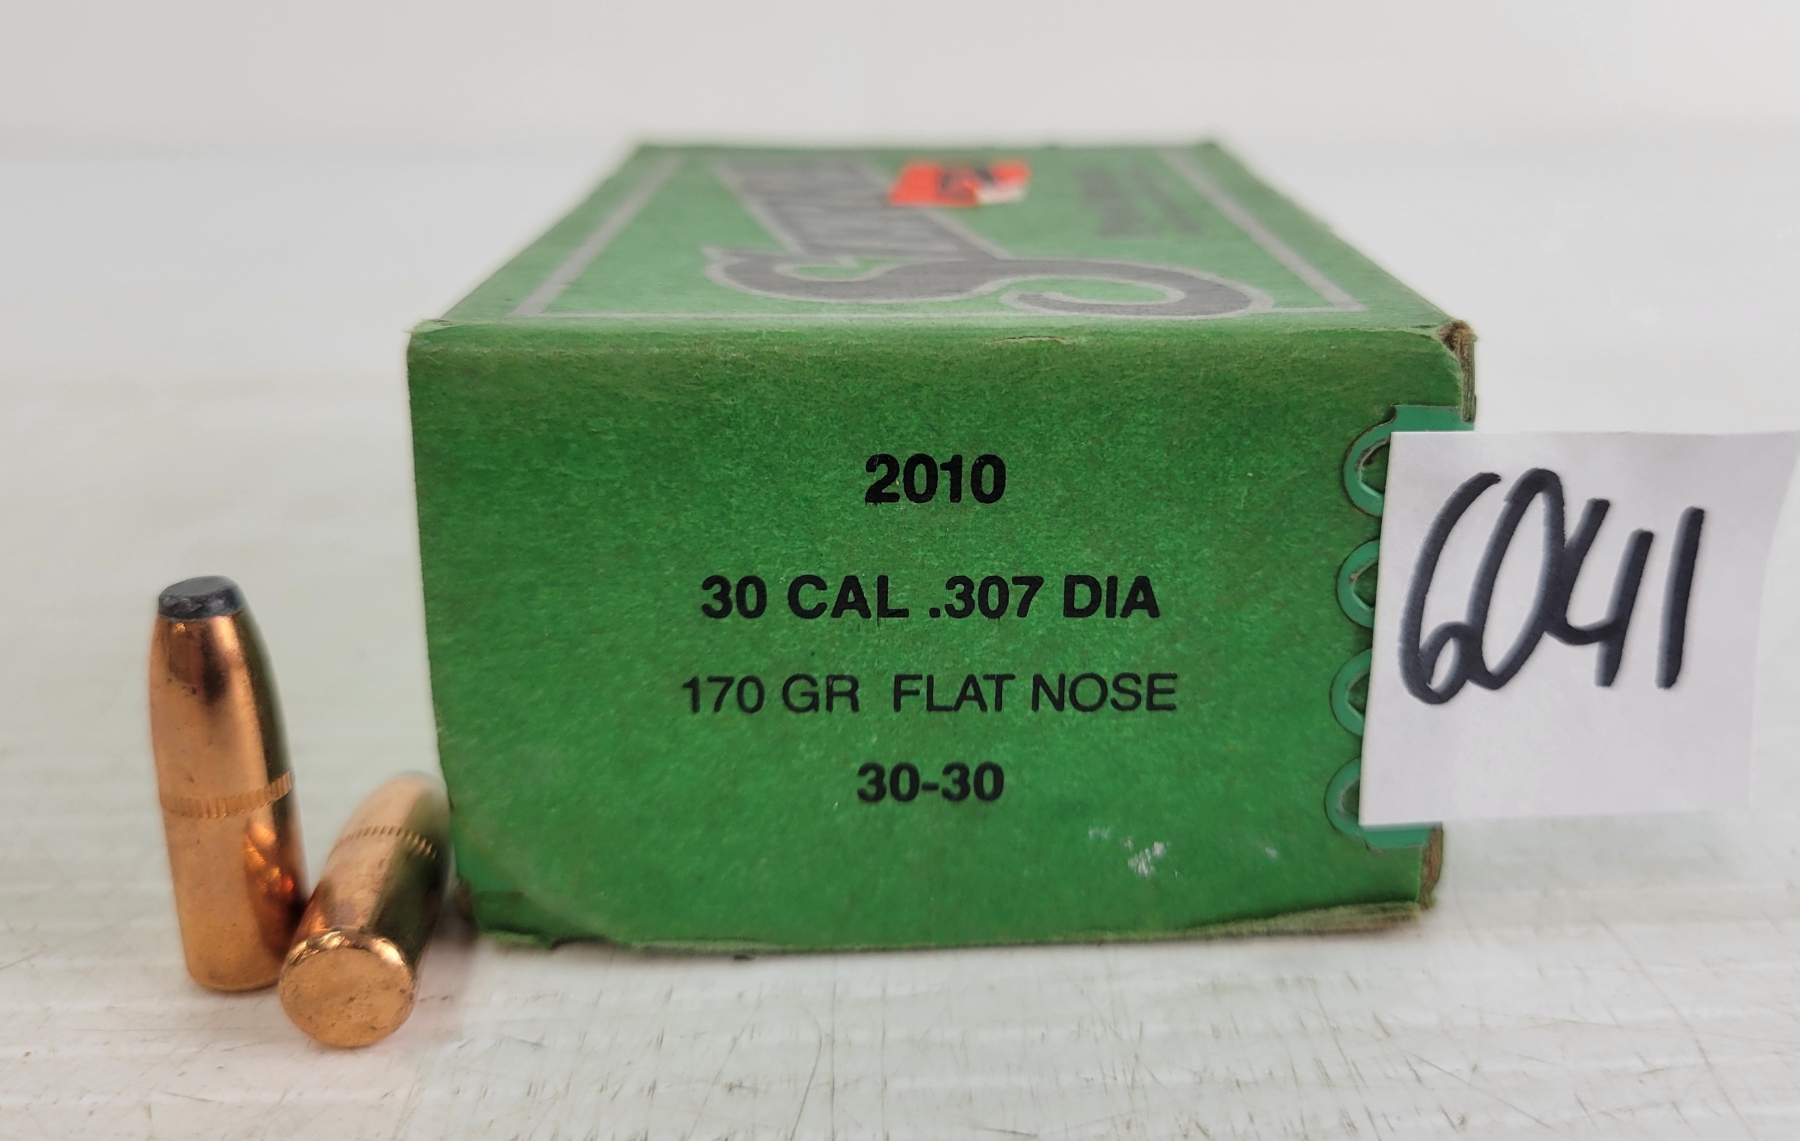 2010
30 CAL .307 DIA
170 GR FLAT NOSE
30-30
6041